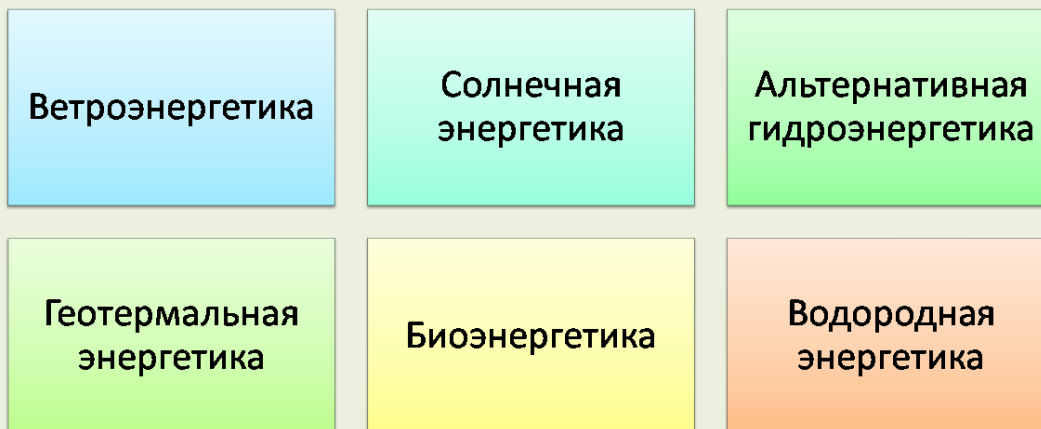 Ветроэнергетика
Солнечная
энергетика
Альтернативная
гидроэнергетика
Геотермальная
энергетика
Биоэнергетика
Водородная
энергетика